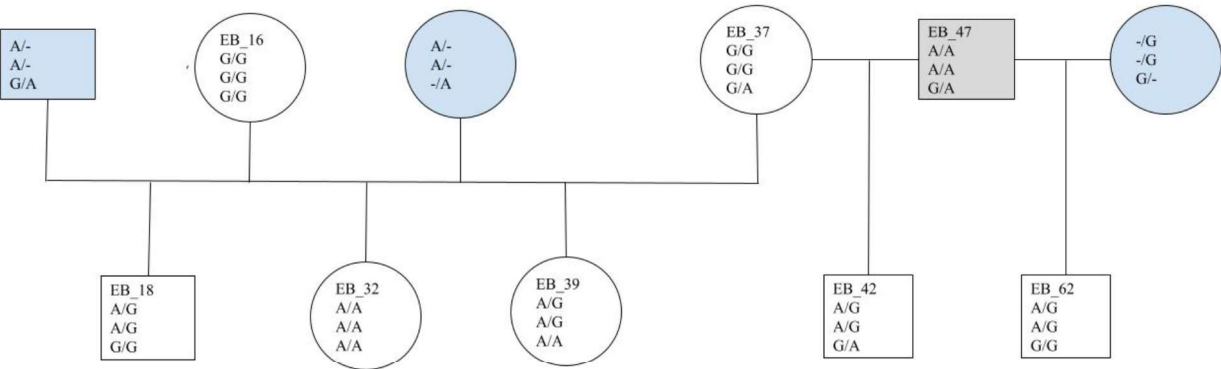 A/-
A/-
G/A
EB_16
G/G
G/G
G/G
A/-
A/-
-/A
EB_37
G/G
G/G
G/A
EB_47
A/A
A/A
G/A
-/G
-/G
G/-
EB_18
A/G
A/G
G/G
EB_32
A/A
A/A
A/A
EB_39
A/G
A/G
A/A
EB_42
A/G
A/G
G/A
EB_62
A/G
A/G
G/G